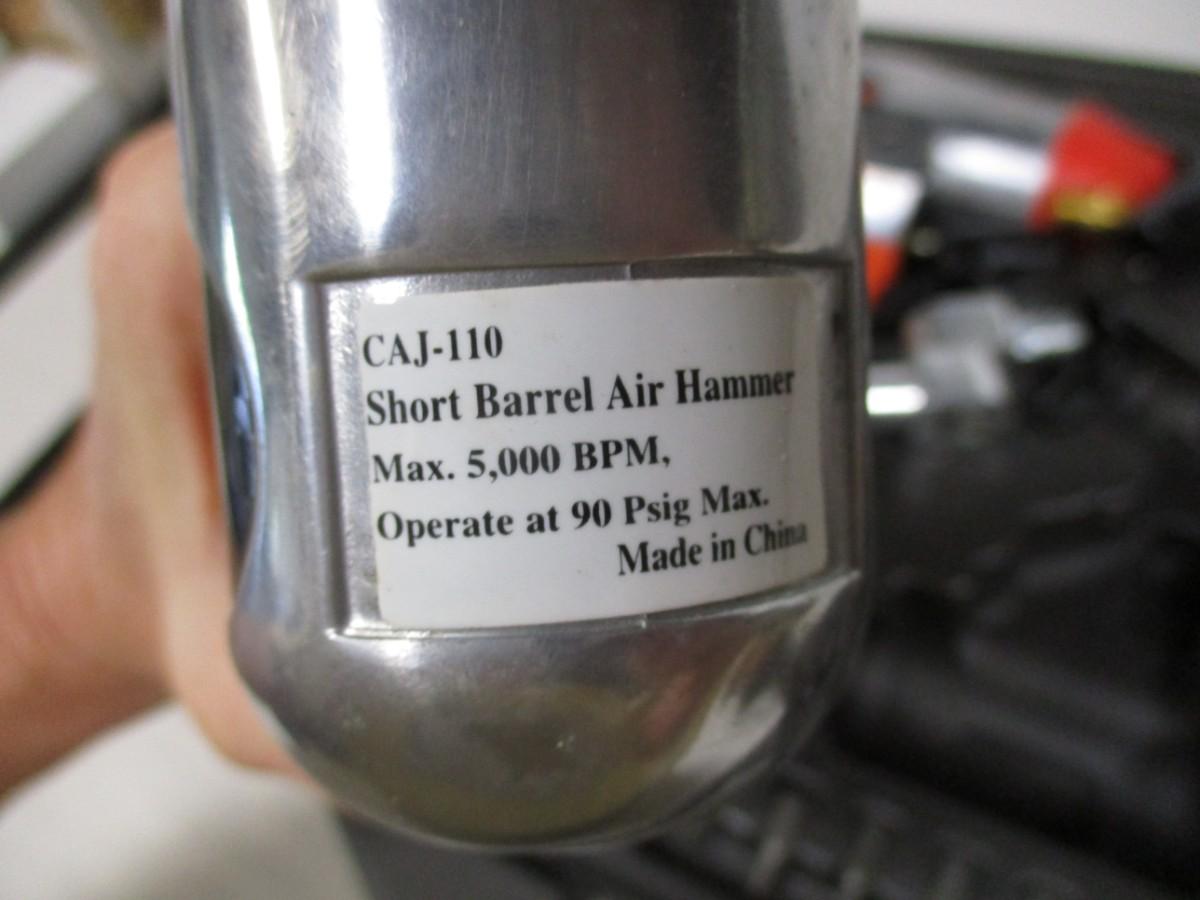 CAJ-110
Short Barrel Air Hammer
Max. 5,000 BPM,
Operate at 90 Psig Max.
Made in China